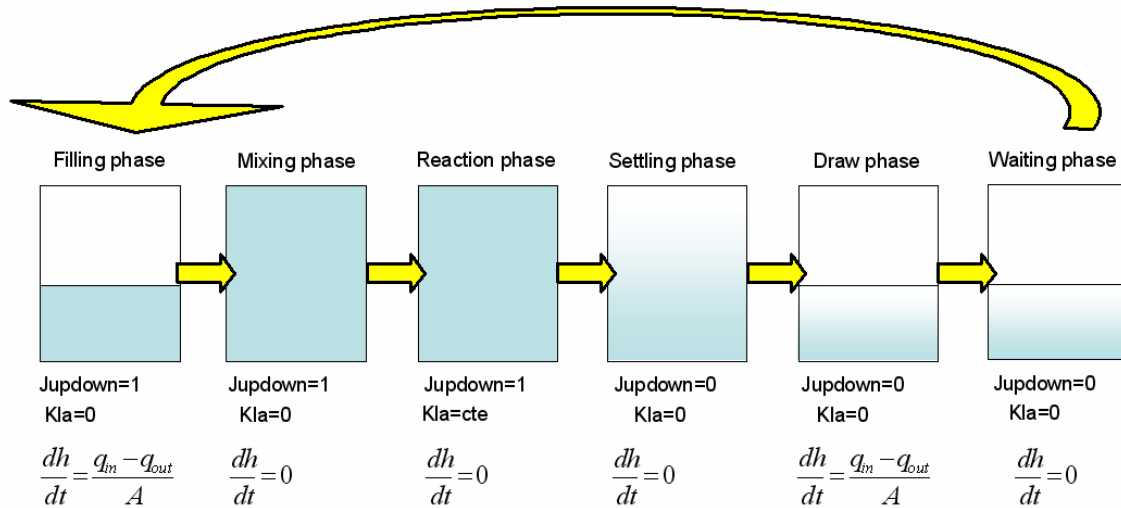 Filling phase
Mixing phase
Reaction phase
Settling phase
Draw phase
Waiting phase
Jupdown=1
Kla=0
Jupdown=1
Kla=0
Jupdown=1
Kla=cte
Jupdown=0
Kla=0
Jupdown=0
Kla=0
Jupdown=0
Kla=0
dh/dt = (q_in − q_out)/A
dh/dt = 0
dh/dt = 0
dh/dt = 0
dh/dt = (q_in − q_out)/A
dh/dt = 0